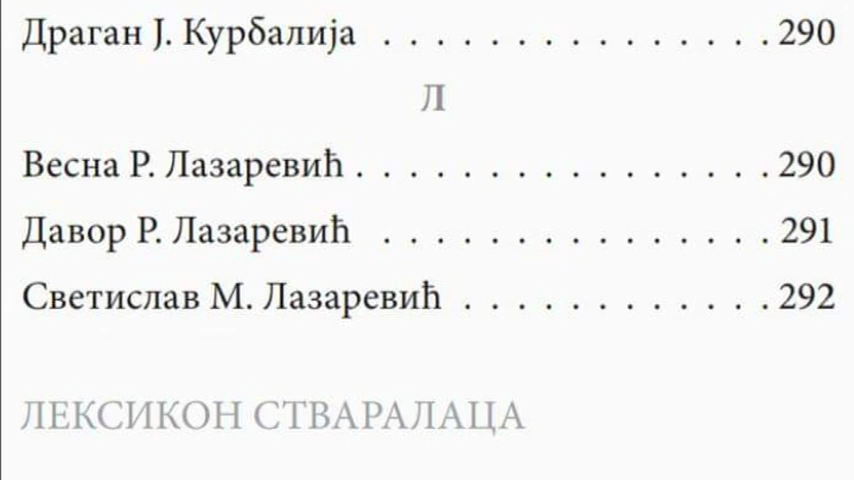 Драган Ј. Курбалија . . . . . . . . . . . . . . . 290
Л
Весна Р. Лазаревић . . . . . . . . . . . . . . . . 290
Давор Р. Лазаревић . . . . . . . . . . . . . . . 291
Светислав М. Лазаревић . . . . . . . . . . . . 292
ЛЕКСИКОН СТВАРАЛАЦА